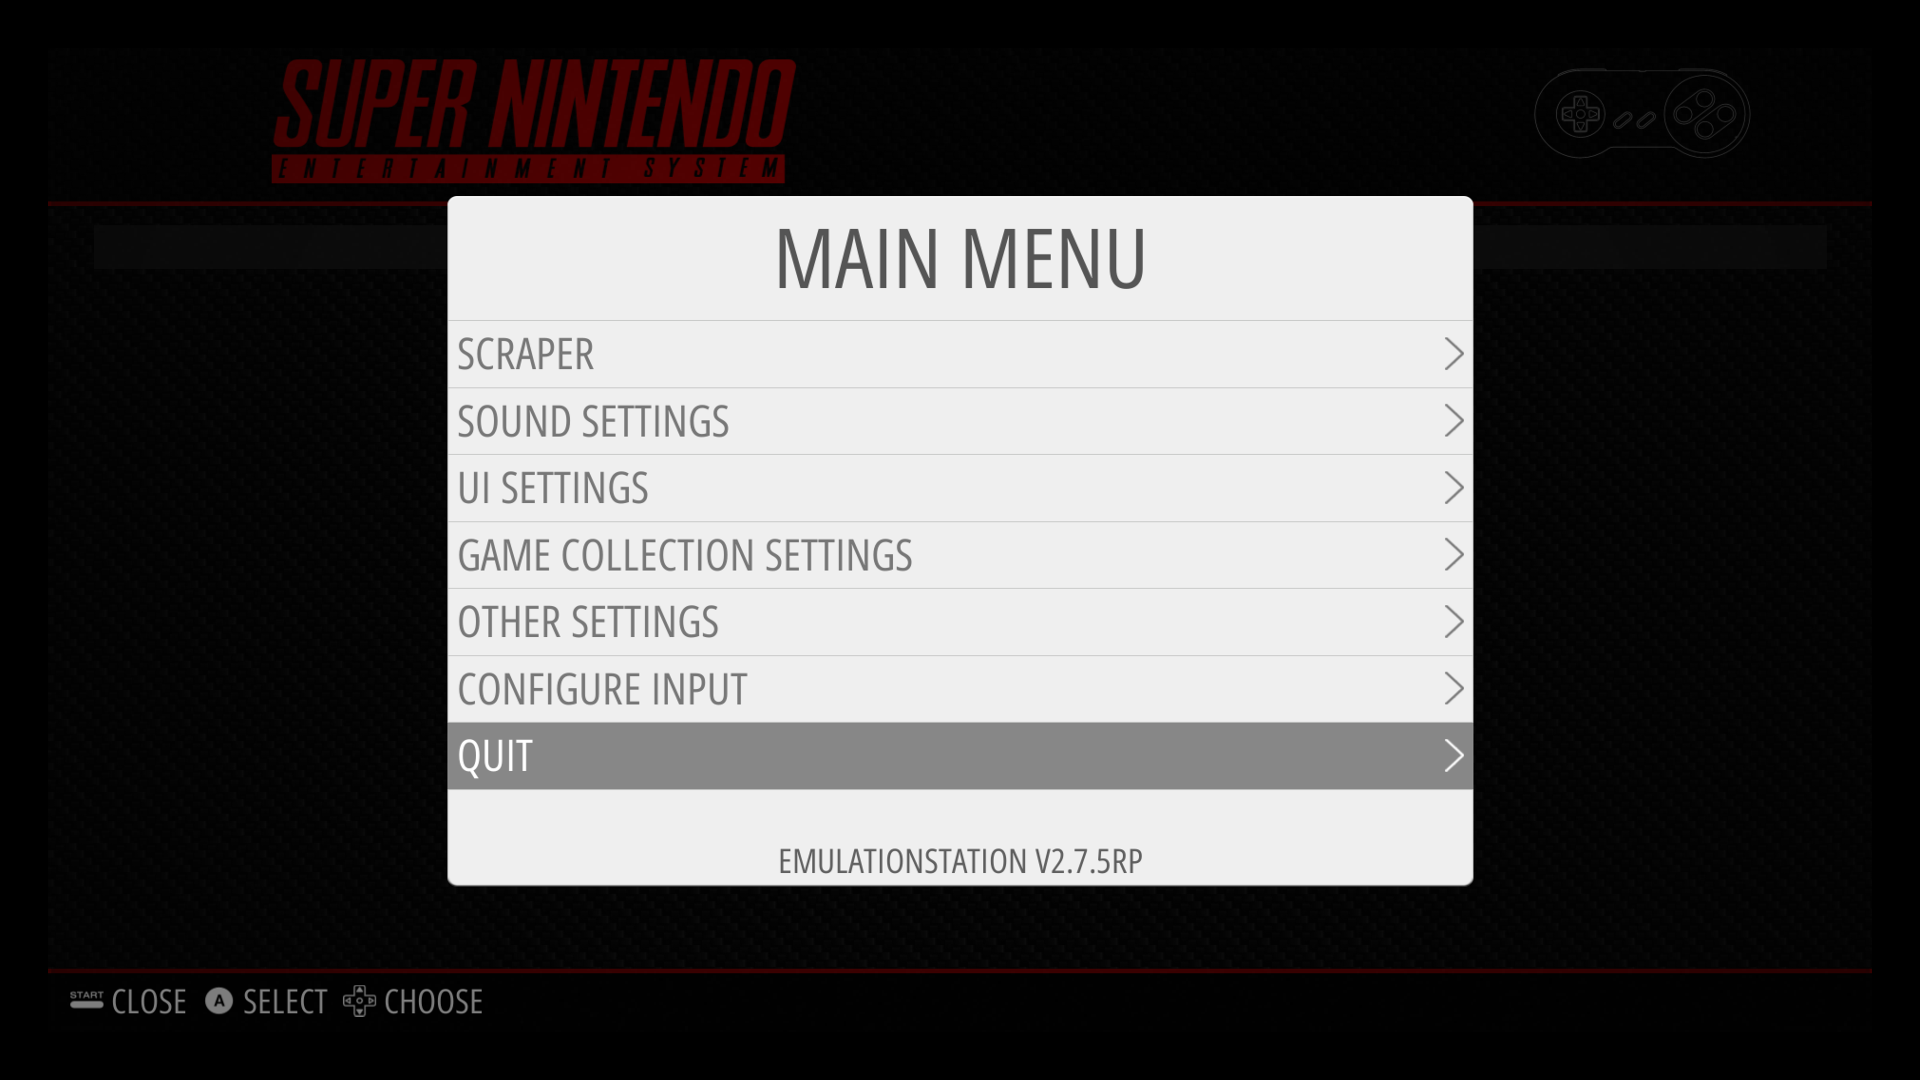 SUPER NINTENDO
ENTERTAINMENT SYSTEM
MAIN MENU
SCRAPER
SOUND SETTINGS
UI SETTINGS
GAME COLLECTION SETTINGS
OTHER SETTINGS
CONFIGURE INPUT
QUIT
EMULATIONSTATION V2.7.5RP
START CLOSE A SELECT CHOOSE